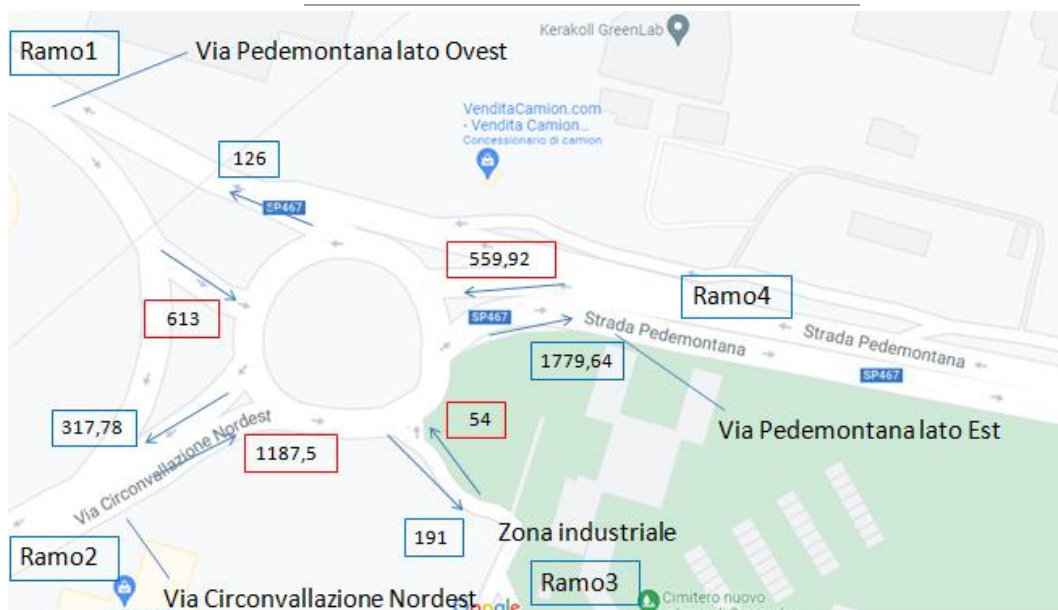 Kerakoll GreenLab
Ramo1
Via Pedemontana lato Ovest
VenditaCamion.com
- Vendita Camion...
Concessionario di camion
126
SP467
559,92
Ramo4
613
SP467
Strada Pedemontana
Strada Pedemontana
1779,64
SP467
317,78
54
Via Pedemontana lato Est
1187,5
Via Circonvallazione Nordest
191
Zona industriale
Ramo2
Ramo3
Via Circonvallazione Nordest
Google
Cimitero nuovo